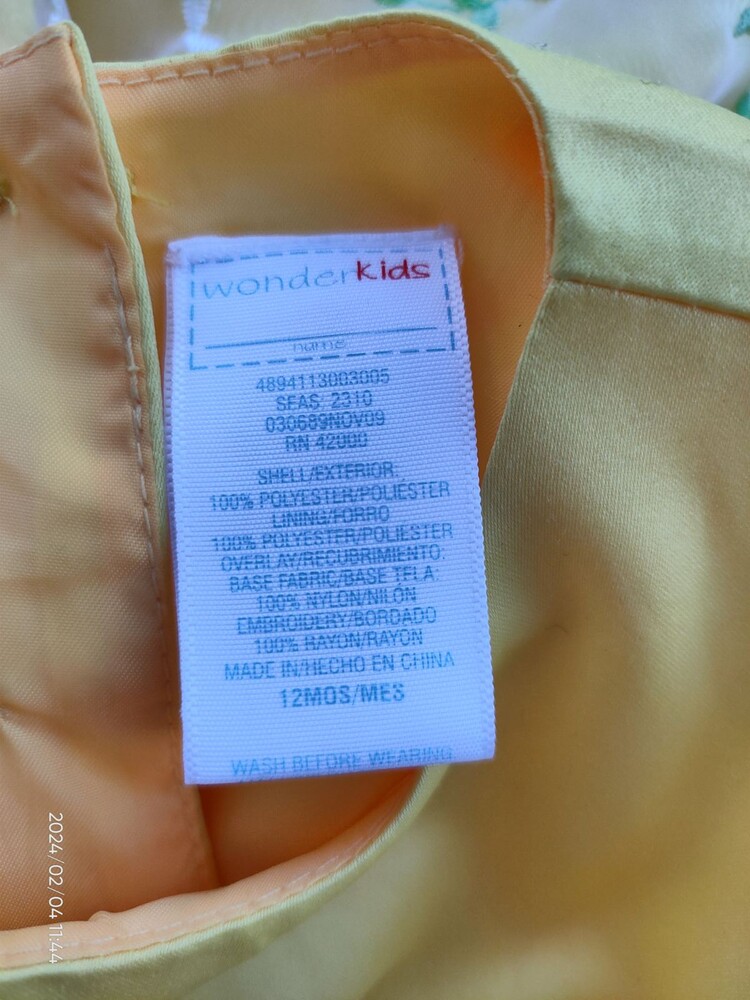 wonderkids
name
4894113003005
SEAS: 2310
030689NOV09
RN 42000
SHELL/EXTERIOR:
100% POLYESTER/POLIÉSTER
LINING/FORRO
100% POLYESTER/POLIESTER
OVERLAY/RECUBRIMIENTO:
BASE FABRIC/BASE TELA:
100% NYLON/NILON
EMBROIDERY/BORDADO
100% RAYON/RAYON
MADE IN/HECHO EN CHINA
12MOS/MES
WASH BEFORE WEARING
2024/02/04 11:44